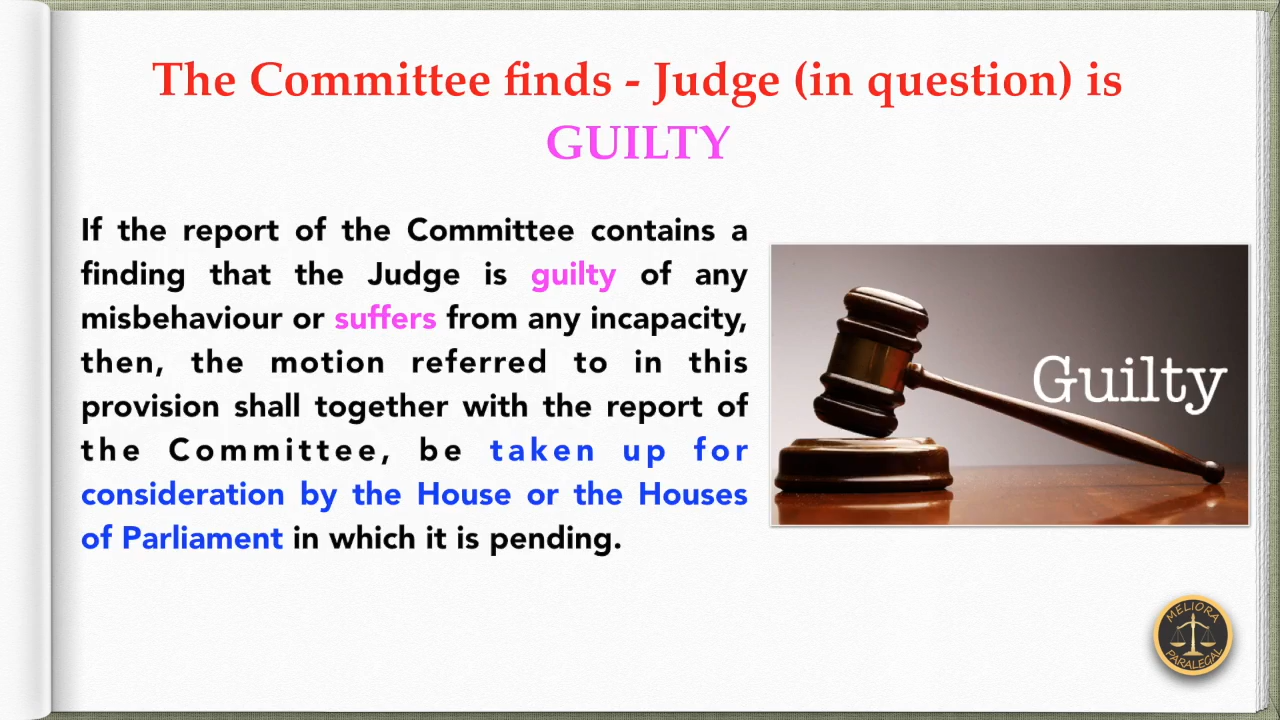 The Committee finds - Judge (in question) is
GUILTY
If the report of the Committee contains a
finding that the Judge is guilty of any
misbehaviour or suffers from any incapacity,
then, the motion referred to in this
provision shall together with the report of
the Committee, be taken up for
consideration by the House or the Houses
of Parliament in which it is pending.
Guilty
MELIORA
PARALEGAL